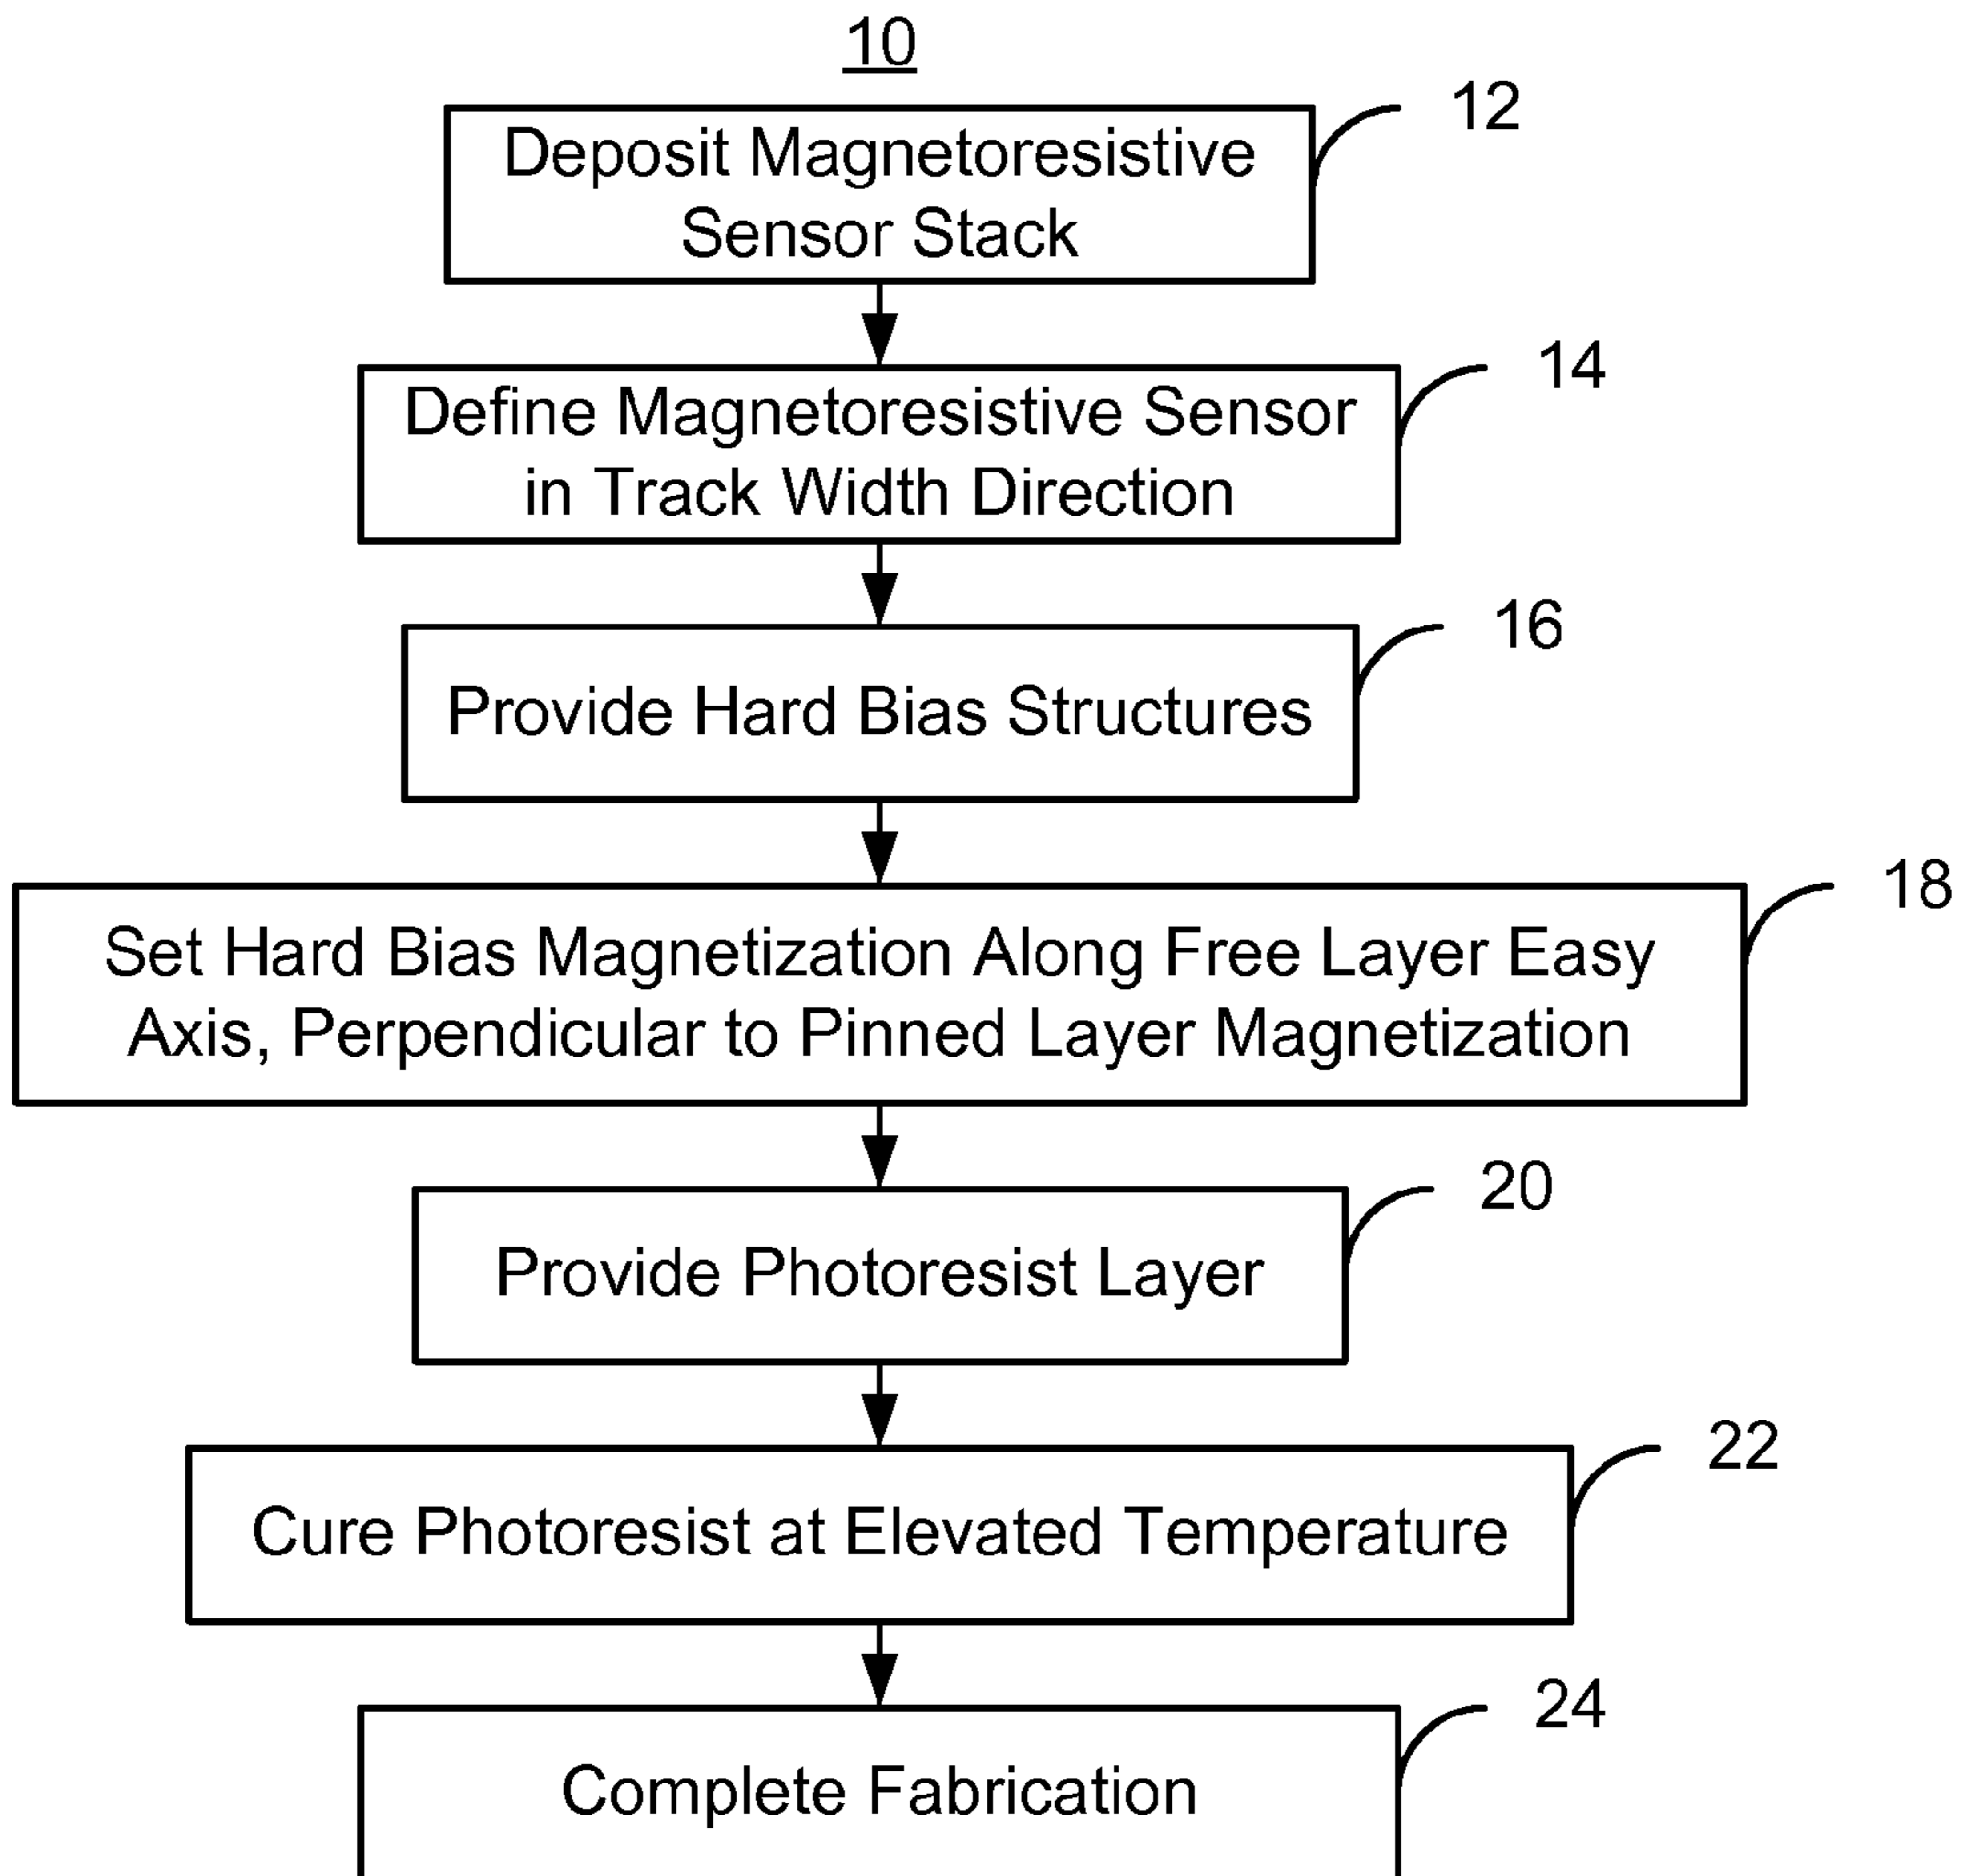 10
12
Deposit Magnetoresistive
Sensor Stack
14
Define Magnetoresistive Sensor
in Track Width Direction
16
Provide Hard Bias Structures
18
Set Hard Bias Magnetization Along Free Layer Easy
Axis, Perpendicular to Pinned Layer Magnetization
20
Provide Photoresist Layer
22
Cure Photoresist at Elevated Temperature
24
Complete Fabrication